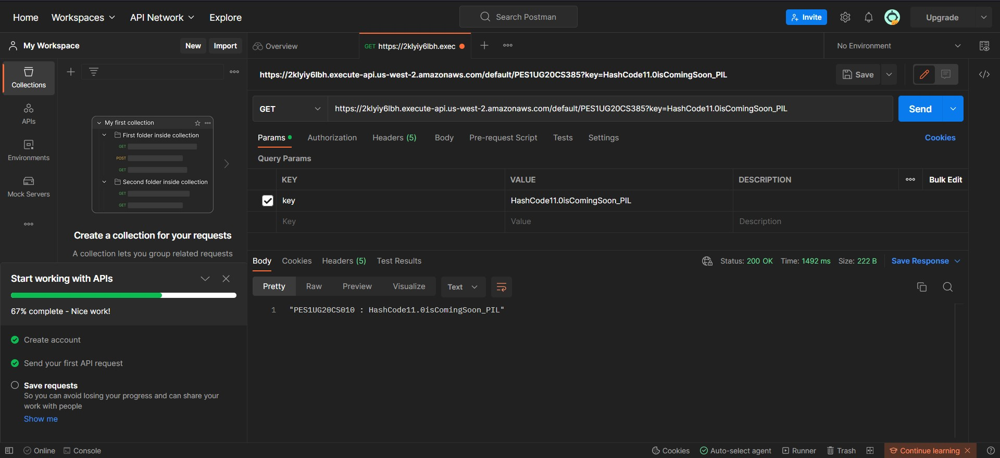 Home Workspaces API Network Explore Search Postman Invite Upgrade
My Workspace New Import
Overview GET https://2klyiy6lbh.exec No Environment
Collections
APIs
Environments
Mock Servers
My first collection
First folder inside collection
GET
POST
GET
Second folder inside collection
GET
GET
Create a collection for your requests
A collection lets you group related requests
Start working with APIs
67% complete - Nice work!
Create account
Send your first API request
Save requests
So you can avoid losing your progress and can share your
work with people
Show me
https://2klyiy6lbh.execute-api.us-west-2.amazonaws.com/default/PES1UG20CS385?key=HashCode11.0isComingSoon_PIL Save
GET https://2klyiy6lbh.execute-api.us-west-2.amazonaws.com/default/PES1UG20CS385?key=HashCode11.0isComingSoon_PIL Send
Params Authorization Headers (5) Body Pre-request Script Tests Settings Cookies
Query Params
KEY VALUE DESCRIPTION Bulk Edit
key HashCode11.0isComingSoon_PIL
Key Value Description
Body Cookies Headers (5) Test Results Status: 200 OK Time: 1492 ms Size: 222 B Save Response
Pretty Raw Preview Visualize Text
1 "PES1UG20CS010 : HashCode11.0isComingSoon_PIL"
Online Console Cookies Auto-select agent Runner Trash Continue learning